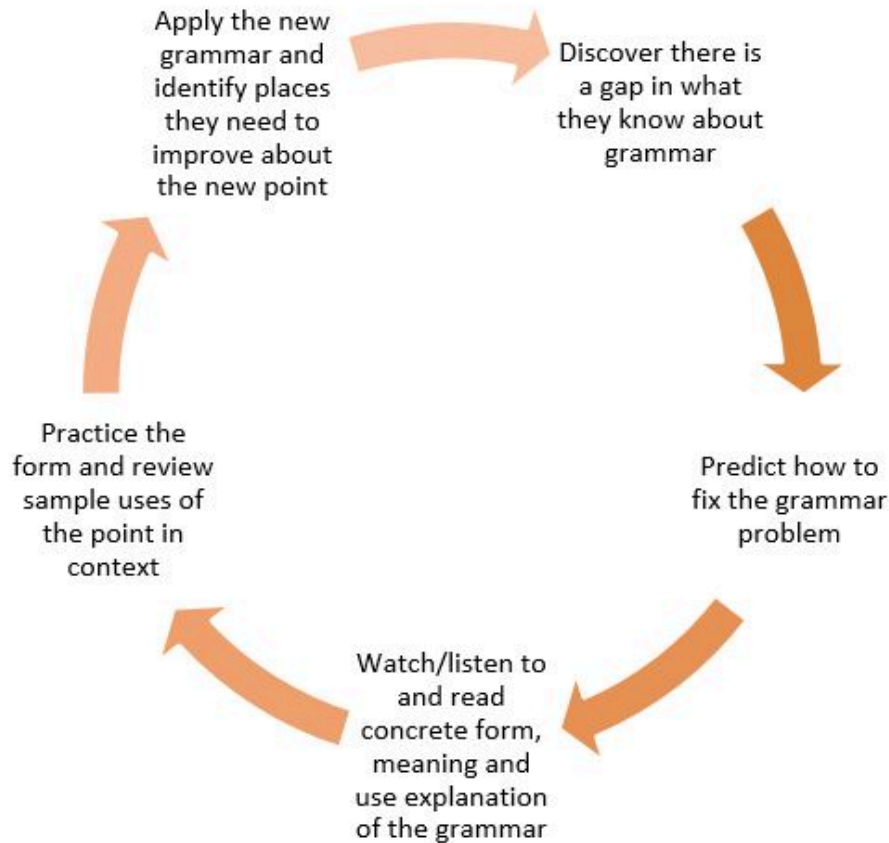 Apply the new
grammar and
identify places
they need to
improve about
the new point
Discover there is
a gap in what
they know about
grammar
Predict how to
fix the grammar
problem
Watch/listen to
and read
concrete form,
meaning and
use explanation
of the grammar
Practice the
form and review
sample uses of
the point in
context